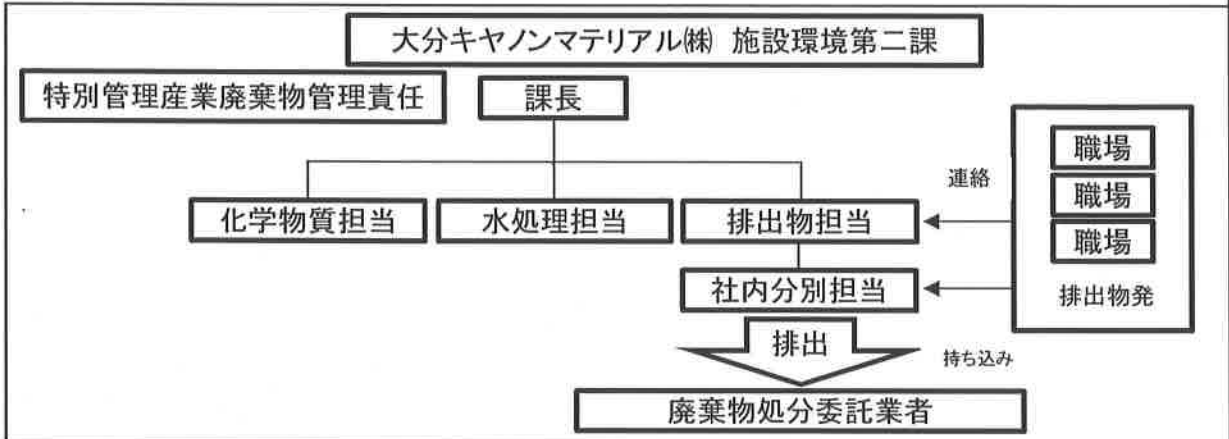 大分キヤノンマテリアル㈱ 施設環境第二課
特別管理産業廃棄物管理責任
課長
職場
職場
職場
連絡
化学物質担当
水処理担当
排出物担当
社内分別担当
排出物発
排出
持ち込み
廃棄物処分委託業者